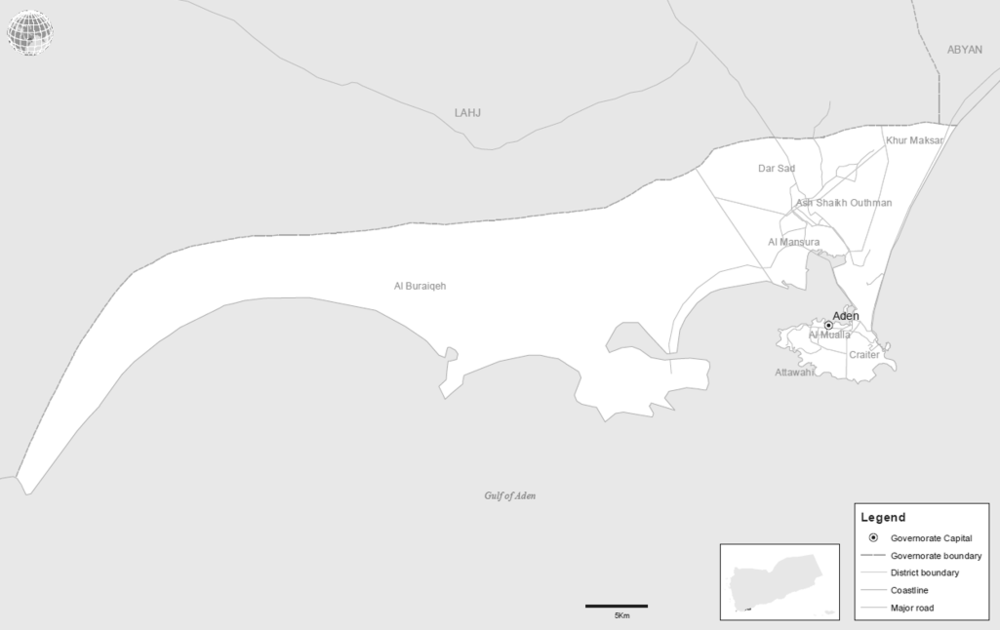 ABYAN
LAHJ
Khur Maksar
Dar Sad
Ash Shaikh Outhman
Al Mansura
Al Buraiqeh
Aden
Al Mualla
Craiter
Attawahi
Gulf of Aden
Legend
Governorate Capital
Governorate boundary
District boundary
Coastline
Major road
5Km